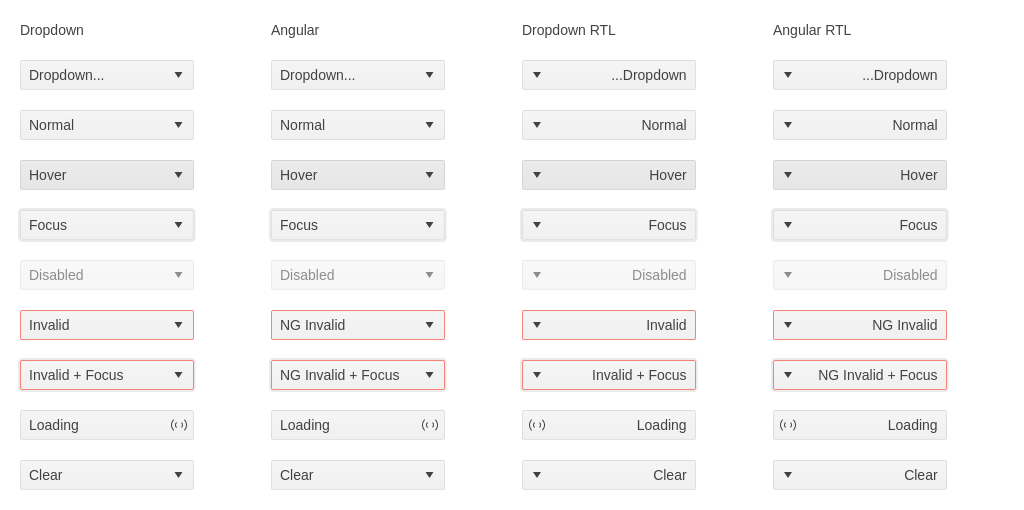 Dropdown Angular Dropdown RTL Angular RTL
Dropdown... Dropdown... ...Dropdown ...Dropdown
Normal Normal Normal Normal
Hover Hover Hover Hover
Focus Focus Focus Focus
Disabled Disabled Disabled Disabled
Invalid NG Invalid Invalid NG Invalid
Invalid + Focus NG Invalid + Focus Invalid + Focus NG Invalid + Focus
Loading Loading Loading Loading
Clear Clear Clear Clear